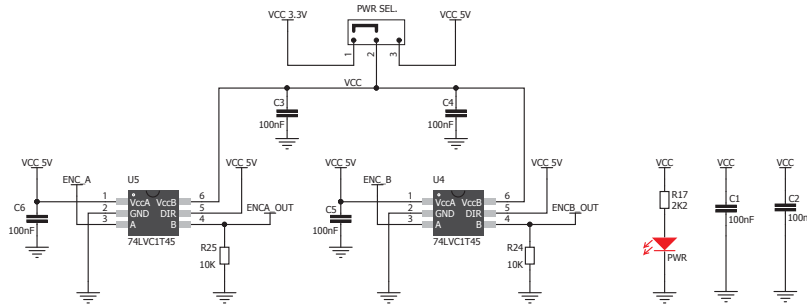 PWR SEL.
VCC 3.3V
VCC 5V
1
2
3
VCC
C3
100nF
C4
100nF
VCC 5V
ENC_A
U5
VCC 5V
1
2
3
VccA
GND
A
VccB
DIR
B
6
5
4
ENCA_OUT
74LVC1T45
C6
100nF
R25
10K
VCC 5V
ENC_B
U4
VCC 5V
1
2
3
VccA
GND
A
VccB
DIR
B
6
5
4
ENCB_OUT
74LVC1T45
C5
100nF
R24
10K
VCC
R17
2K2
PWR
VCC
C1
100nF
VCC
C2
100n